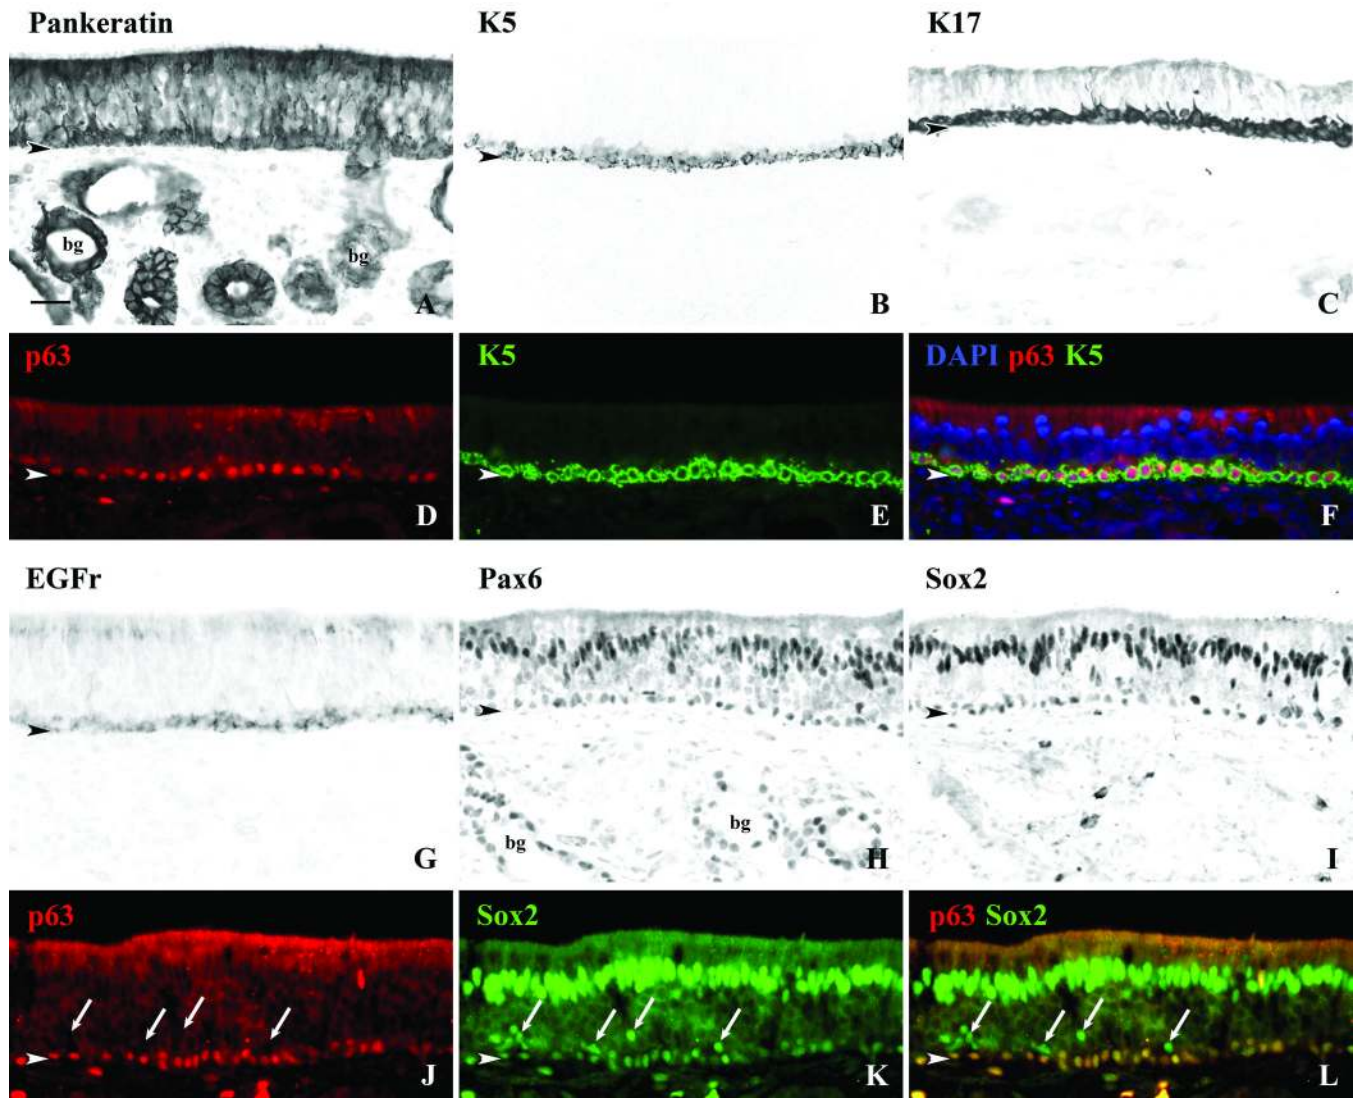 Pankeratin
K5
K17
bg
bg
A
B
C
p63
K5
DAPI p63 K5
D
E
F
EGFr
Pax6
Sox2
bg
bg
G
H
I
p63
Sox2
p63 Sox2
J
K
L